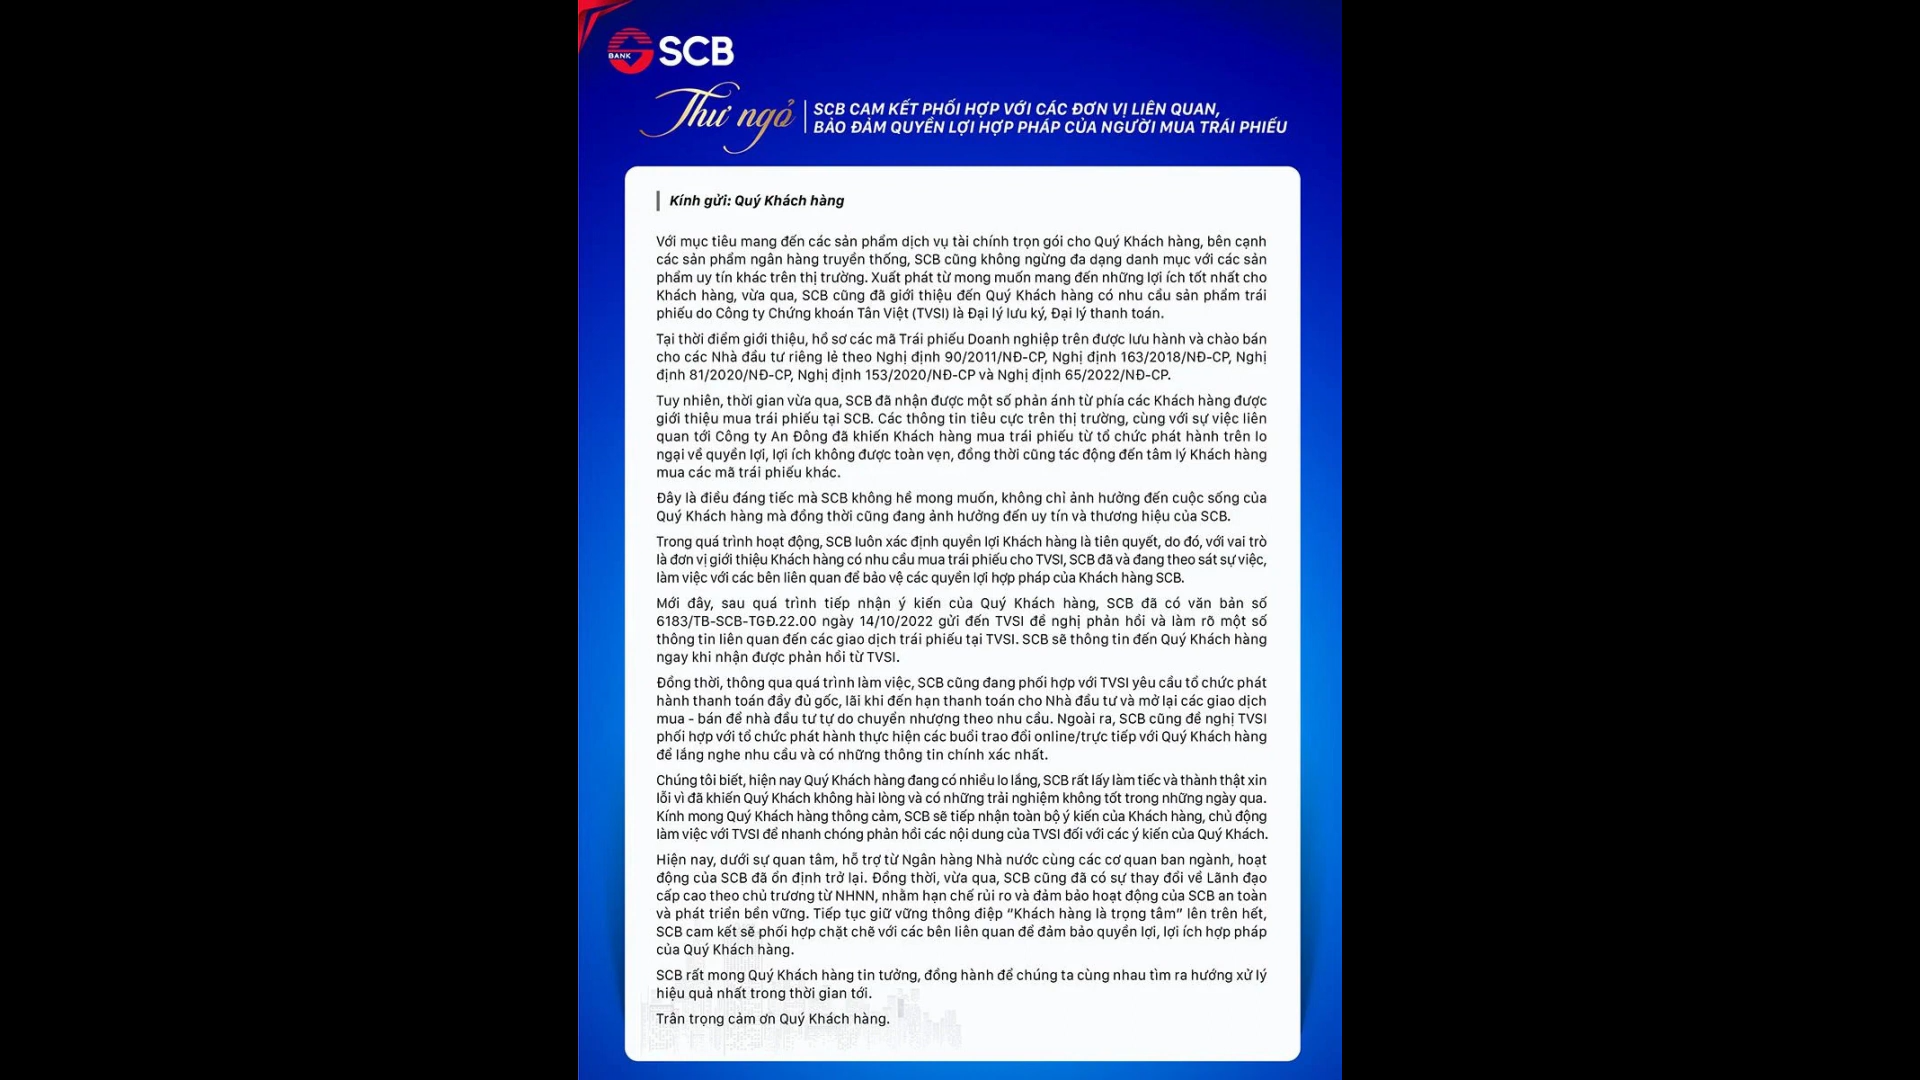 BANK SCB
Thư ngỏ
SCB CAM KẾT PHỐI HỢP VỚI CÁC ĐƠN VỊ LIÊN QUAN,
BẢO ĐẢM QUYỀN LỢI HỢP PHÁP CỦA NGƯỜI MUA TRÁI PHIẾU
Kính gửi: Quý Khách hàng
Với mục tiêu mang đến các sản phẩm dịch vụ tài chính trọn gói cho Quý Khách hàng, bên cạnh
các sản phẩm ngân hàng truyền thống, SCB cũng không ngừng đa dạng danh mục với các sản
phẩm uy tín khác trên thị trường. Xuất phát từ mong muốn mang đến những lợi ích tốt nhất cho
Khách hàng, vừa qua, SCB cũng đã giới thiệu đến Quý Khách hàng có nhu cầu sản phẩm trái
phiếu do Công ty Chứng khoán Tân Việt (TVSI) là Đại lý lưu ký, Đại lý thanh toán.
Tại thời điểm giới thiệu, hồ sơ các mã Trái phiếu Doanh nghiệp trên được lưu hành và chào bán
cho các Nhà đầu tư riêng lẻ theo Nghị định 90/2011/NĐ-CP, Nghị định 163/2018/NĐ-CP, Nghị
định 81/2020/NĐ-CP, Nghị định 153/2020/NĐ-CP và Nghị định 65/2022/NĐ-CP.
Tuy nhiên, thời gian vừa qua, SCB đã nhận được một số phản ánh từ phía các Khách hàng được
giới thiệu mua trái phiếu tại SCB. Các thông tin tiêu cực trên thị trường, cùng với sự việc liên
quan tới Công ty An Đông đã khiến Khách hàng mua trái phiếu từ tổ chức phát hành trên lo
ngại về quyền lợi, lợi ích không được toàn vẹn, đồng thời cũng tác động đến tâm lý Khách hàng
mua các mã trái phiếu khác.
Đây là điều đáng tiếc mà SCB không hề mong muốn, không chỉ ảnh hưởng đến cuộc sống của
Quý Khách hàng mà đồng thời cũng đang ảnh hưởng đến uy tín và thương hiệu của SCB.
Trong quá trình hoạt động, SCB luôn xác định quyền lợi Khách hàng là tiên quyết, do đó, với vai trò
là đơn vị giới thiệu Khách hàng có nhu cầu mua trái phiếu cho TVSI, SCB đã và đang theo sát sự việc,
làm việc với các bên liên quan để bảo vệ các quyền lợi hợp pháp của Khách hàng SCB.
Mới đây, sau quá trình tiếp nhận ý kiến của Quý Khách hàng, SCB đã có văn bản số
6183/TB-SCB-TGĐ.22.00 ngày 14/10/2022 gửi đến TVSI đề nghị phản hồi và làm rõ một số
thông tin liên quan đến các giao dịch trái phiếu tại TVSI. SCB sẽ thông tin đến Quý Khách hàng
ngay khi nhận được phản hồi từ TVSI.
Đồng thời, thông qua quá trình làm việc, SCB cũng đang phối hợp với TVSI yêu cầu tổ chức phát
hành thanh toán đầy đủ gốc, lãi khi đến hạn thanh toán cho Nhà đầu tư và mở lại các giao dịch
mua - bán để nhà đầu tư tự do chuyển nhượng theo nhu cầu. Ngoài ra, SCB cũng đề nghị TVSI
phối hợp với tổ chức phát hành thực hiện các buổi trao đổi online/trực tiếp với Quý Khách hàng
để lắng nghe nhu cầu và có những thông tin chính xác nhất.
Chúng tôi biết, hiện nay Quý Khách hàng đang có nhiều lo lắng, SCB rất lấy làm tiếc và thành thật xin
lỗi vì đã khiến Quý Khách không hài lòng và có những trải nghiệm không tốt trong những ngày qua.
Kính mong Quý Khách hàng thông cảm, SCB sẽ tiếp nhận toàn bộ ý kiến của Khách hàng, chủ động
làm việc với TVSI để nhanh chóng phản hồi các nội dung của TVSI đối với các ý kiến của Quý Khách.
Hiện nay, dưới sự quan tâm, hỗ trợ từ Ngân hàng Nhà nước cùng các cơ quan ban ngành, hoạt
động của SCB đã ổn định trở lại. Đồng thời, vừa qua, SCB cũng đã có sự thay đổi về Lãnh đạo
cấp cao theo chủ trương từ NHNN, nhằm hạn chế rủi ro và đảm bảo hoạt động của SCB an toàn
và phát triển bền vững. Tiếp tục giữ vững thông điệp “Khách hàng là trọng tâm” lên trên hết,
SCB cam kết sẽ phối hợp chặt chẽ với các bên liên quan để đảm bảo quyền lợi, lợi ích hợp pháp
của Quý Khách hàng.
SCB rất mong Quý Khách hàng tin tưởng, đồng hành để chúng ta cùng nhau tìm ra hướng xử lý
hiệu quả nhất trong thời gian tới.
Trân trọng cảm ơn Quý Khách hàng.